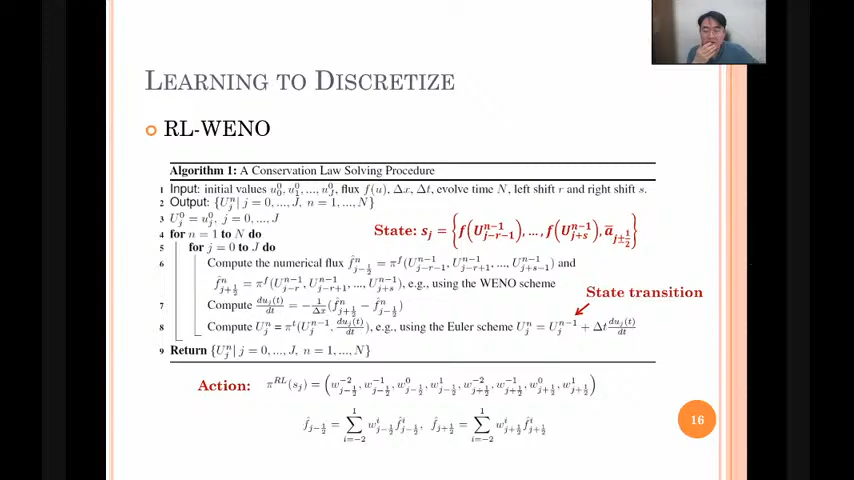 LEARNING TO DISCRETIZE
RL-WENO
Algorithm 1: A Conservation Law Solving Procedure
1 Input: initial values u_0^0, u_1^0, ..., u_J^0, flux f(u), Δx, Δt, evolve time N, left shift r and right shift s.
2 Output: {U_j^n | j = 0, ..., J, n = 1, ..., N}
3 U_j^0 = u_j^0, j = 0, ..., J
State: s_j = {f(U_{j-r-1}^{n-1}), ..., f(U_{j+s}^{n-1}), ā_{j±1/2}}
4 for n = 1 to N do
5 for j = 0 to J do
6 Compute the numerical flux f̂_{j-1/2}^n = π^f(U_{j-r-1}^{n-1}, U_{j-r+1}^{n-1}, ..., U_{j+s-1}^{n-1}) and
f̂_{j+1/2}^n = π^f(U_{j-r}^{n-1}, U_{j-r+1}^{n-1}, ..., U_{j+s}^{n-1}), e.g., using the WENO scheme
State transition
7 Compute du_j(t)/dt = -1/Δx (f̂_{j+1/2}^n - f̂_{j-1/2}^n)
8 Compute U_j^n = π^t(U_j^{n-1}, du_j(t)/dt), e.g., using the Euler scheme U_j^n = U_j^{n-1} + Δt du_j(t)/dt
9 Return {U_j^n | j = 0, ..., J, n = 1, ..., N}
Action: π^{RL}(s_j) = (w_{j-1/2}^{-2}, w_{j-1/2}^{-1}, w_{j-1/2}^0, w_{j-1/2}^1, w_{j+1/2}^{-2}, w_{j+1/2}^{-1}, w_{j+1/2}^0, w_{j+1/2}^1)
f̂_{j-1/2} = ∑_{i=-2}^1 w_{j-1/2}^i f̂_{j-1/2}^i, f̂_{j+1/2} = ∑_{i=-2}^1 w_{j+1/2}^i f̂_{j+1/2}^i
16